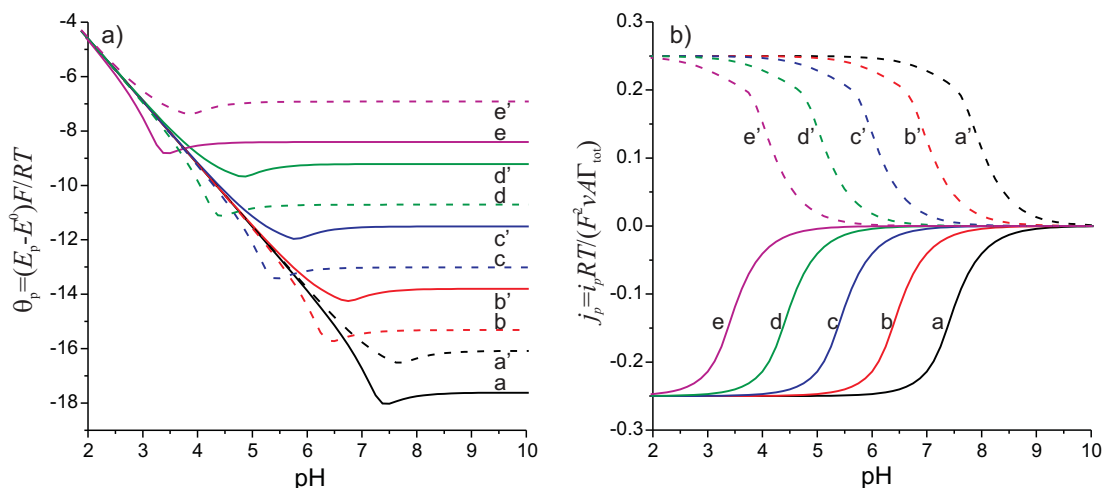 a)
-4
-6
-8
-10
-12
-14
-16
-18
θp=(Ep-E⁰)F/RT
e’
e
d’
d
c’
c
b’
b
a’
a
2 3 4 5 6 7 8 9 10
pH
b)
0.3
0.2
0.1
0.0
-0.1
-0.2
-0.3
jp=ipRT/(F²νAΓtot)
e’ d’ c’ b’ a’
e d c b a
2 3 4 5 6 7 8 9 10
pH